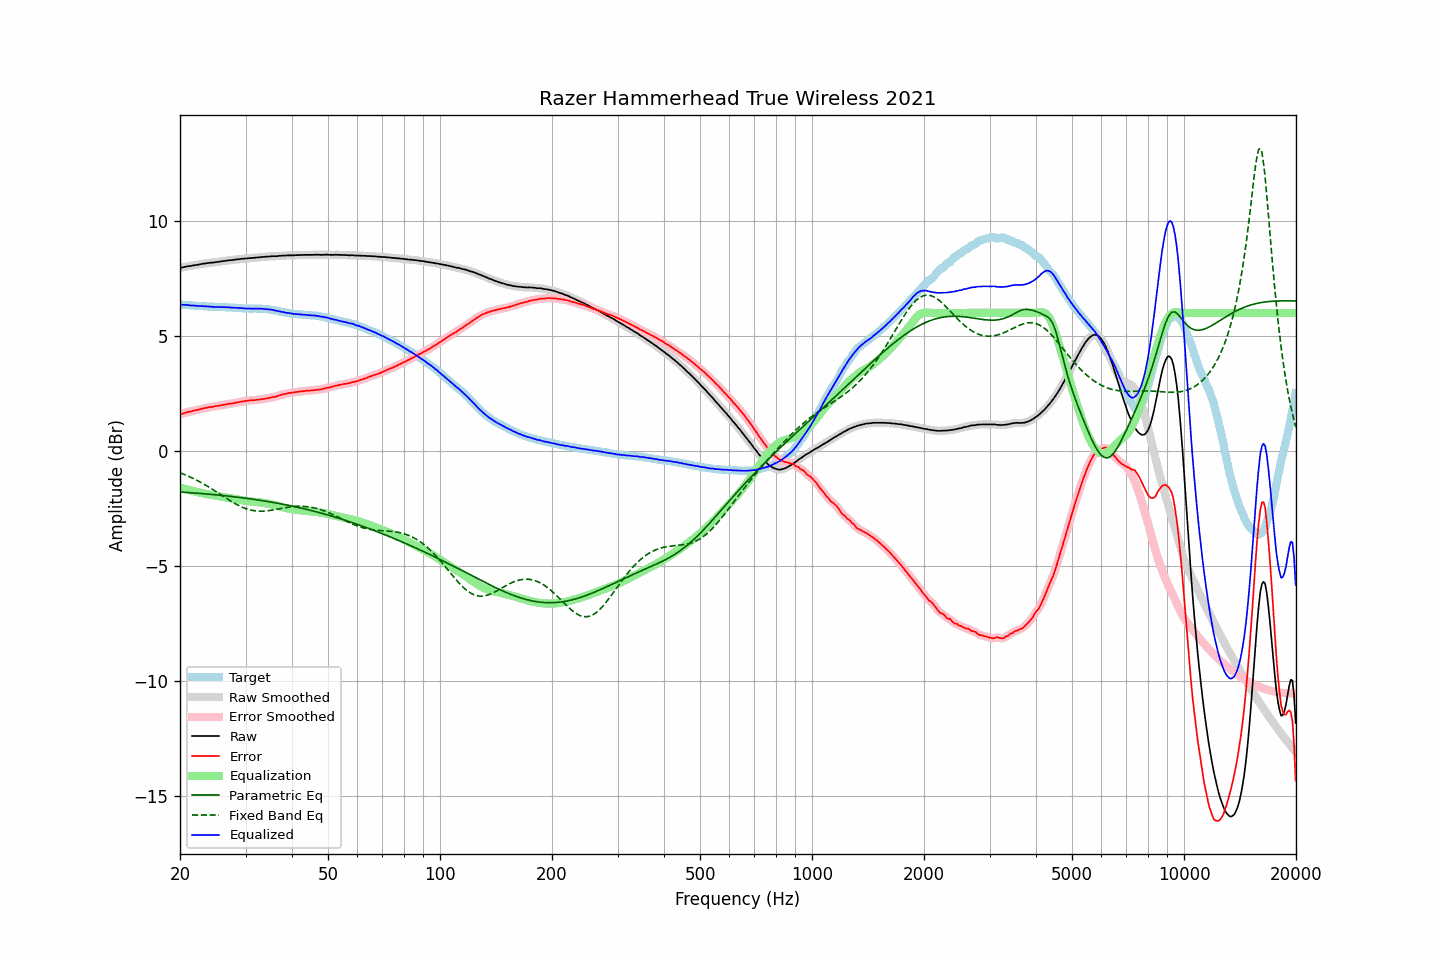 Razer Hammerhead True Wireless 2021
Amplitude (dBr)
10
5
0
−5
−10
−15
Target
Raw Smoothed
Error Smoothed
Raw
Error
Equalization
Parametric Eq
Fixed Band Eq
Equalized
20 50 100 200 500 1000 2000 5000 10000 20000
Frequency (Hz)